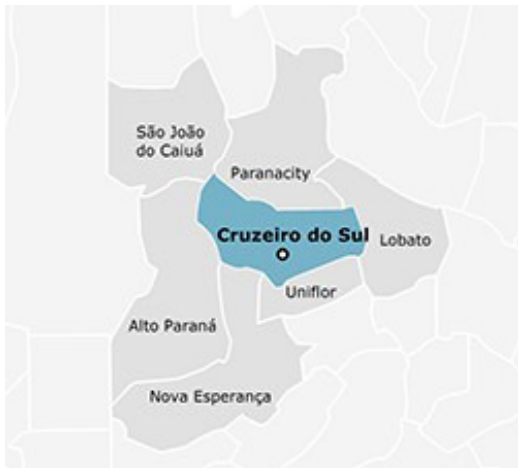 São João
do Caiuá
Paranacity
Cruzeiro do Sul
Lobato
Uniflor
Alto Paraná
Nova Esperança